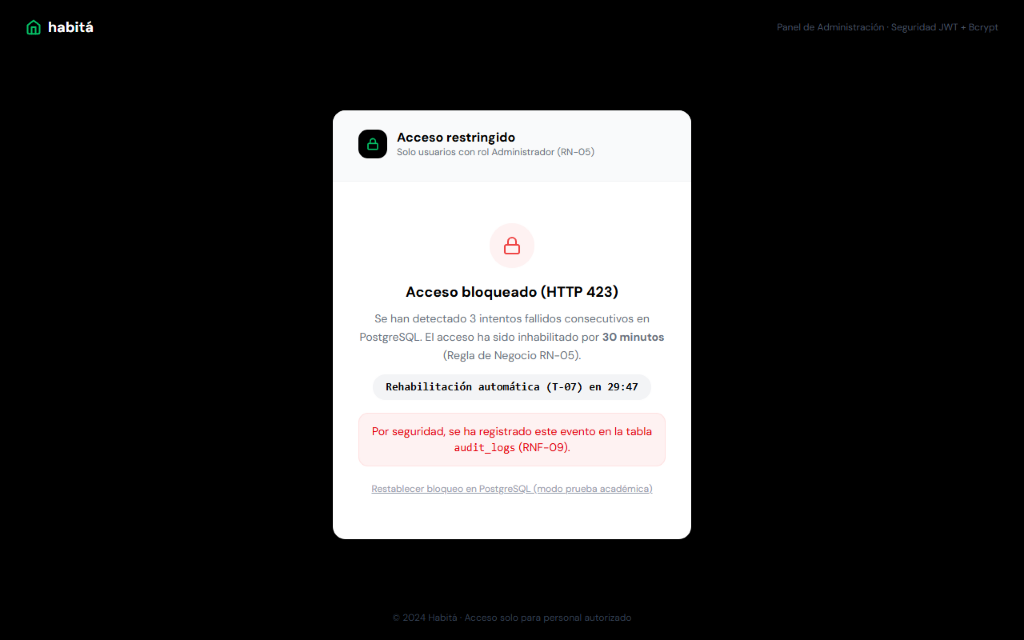 habitá
Panel de Administración · Seguridad JWT + Bcrypt
Acceso restringido
Solo usuarios con rol Administrador (RN-05)
Acceso bloqueado (HTTP 423)
Se han detectado 3 intentos fallidos consecutivos en
PostgreSQL. El acceso ha sido inhabilitado por 30 minutos
(Regla de Negocio RN-05).
Rehabilitación automática (T-07) en 29:47
Por seguridad, se ha registrado este evento en la tabla
audit_logs (RNF-09).
Restablecer bloqueo en PostgreSQL (modo prueba académica)
© 2024 Habitá · Acceso solo para personal autorizado